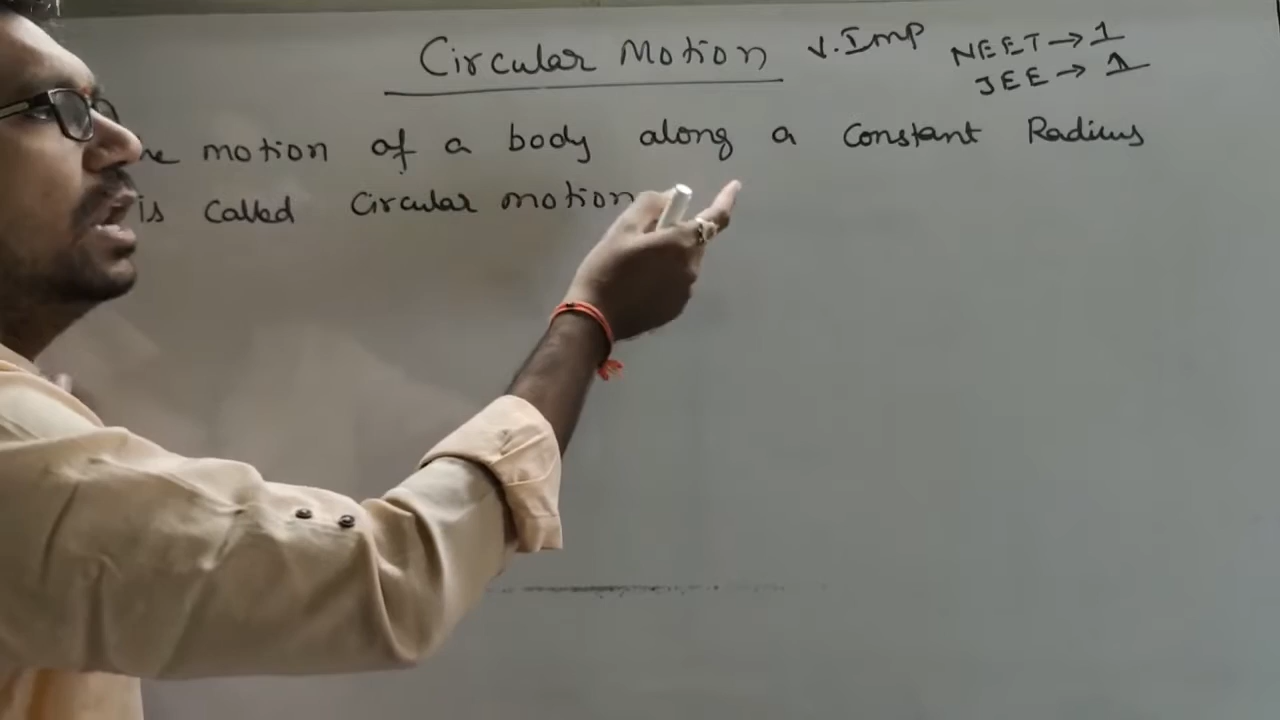 Circular Motion V.Imp
NEET → 1
JEE → 1
motion of a body along a Constant Radius
is called Circular motion